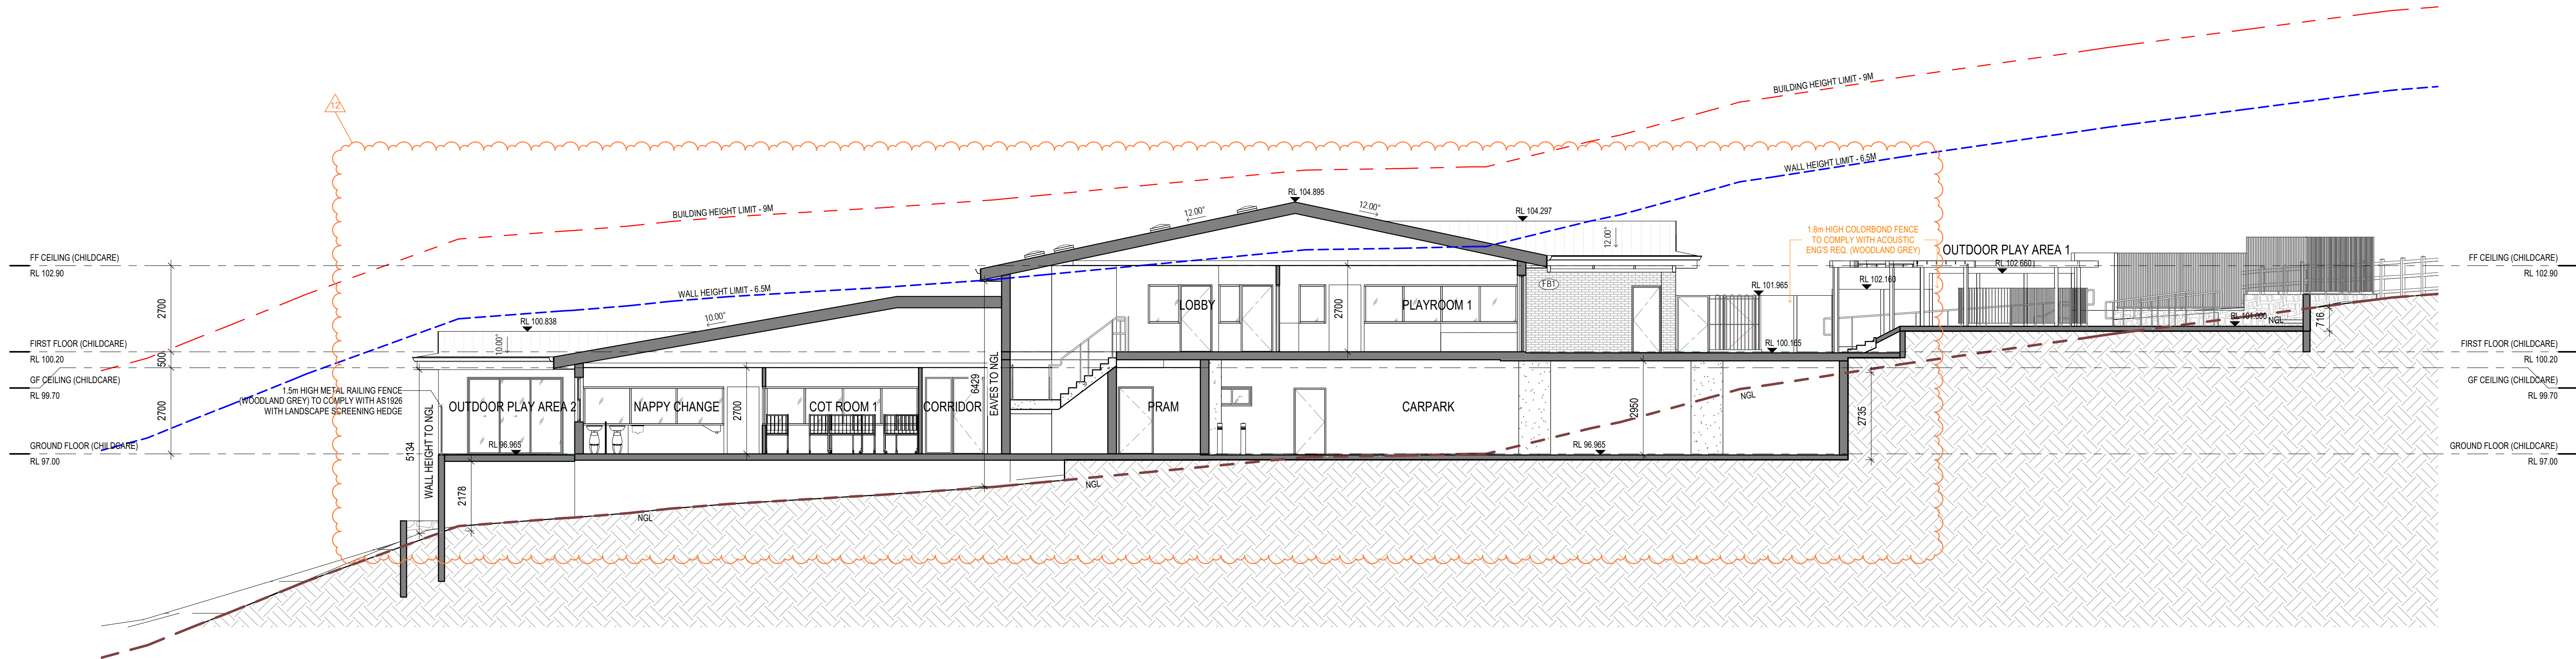 BUILDING HEIGHT LIMIT - 9M
12
WALL HEIGHT LIMIT - 6.5M
RL 104.895
12.00°
12.00°
BUILDING HEIGHT LIMIT - 9M
RL 104.297
12.00°
1.8m HIGH COLORBOND FENCE
TO COMPLY WITH ACOUSTIC
ENG'S REQ. (WOODLAND GREY)
OUTDOOR PLAY AREA 1
RL 102.660
FF CEILING (CHILDCARE)
RL 102.90
FF CEILING (CHILDCARE)
RL 102.90
WALL HEIGHT LIMIT - 6.5M
FB1
RL 101.965
RL 102.160
2700
LOBBY
2700
PLAYROOM 1
10.00°
RL 100.838
10.00°
RL 101.000
NGL
716
FIRST FLOOR (CHILDCARE)
RL 100.20
500
RL 100.165
FIRST FLOOR (CHILDCARE)
RL 100.20
GF CEILING (CHILDCARE)
RL 99.70
GF CEILING (CHILDCARE)
RL 99.70
1.5m HIGH METAL RAILING FENCE
(WOODLAND GREY) TO COMPLY WITH AS1926
WITH LANDSCAPE SCREENING HEDGE
2700
OUTDOOR PLAY AREA 2
NAPPY CHANGE
2700
COT ROOM 1
CORRIDOR
6429
EAVES TO NGL
PRAM
CARPARK
2950
NGL
2735
GROUND FLOOR (CHILDCARE)
RL 97.00
RL 96.965
RL 96.965
GROUND FLOOR (CHILDCARE)
RL 97.00
5134
WALL HEIGHT TO NGL
2178
NGL
NGL